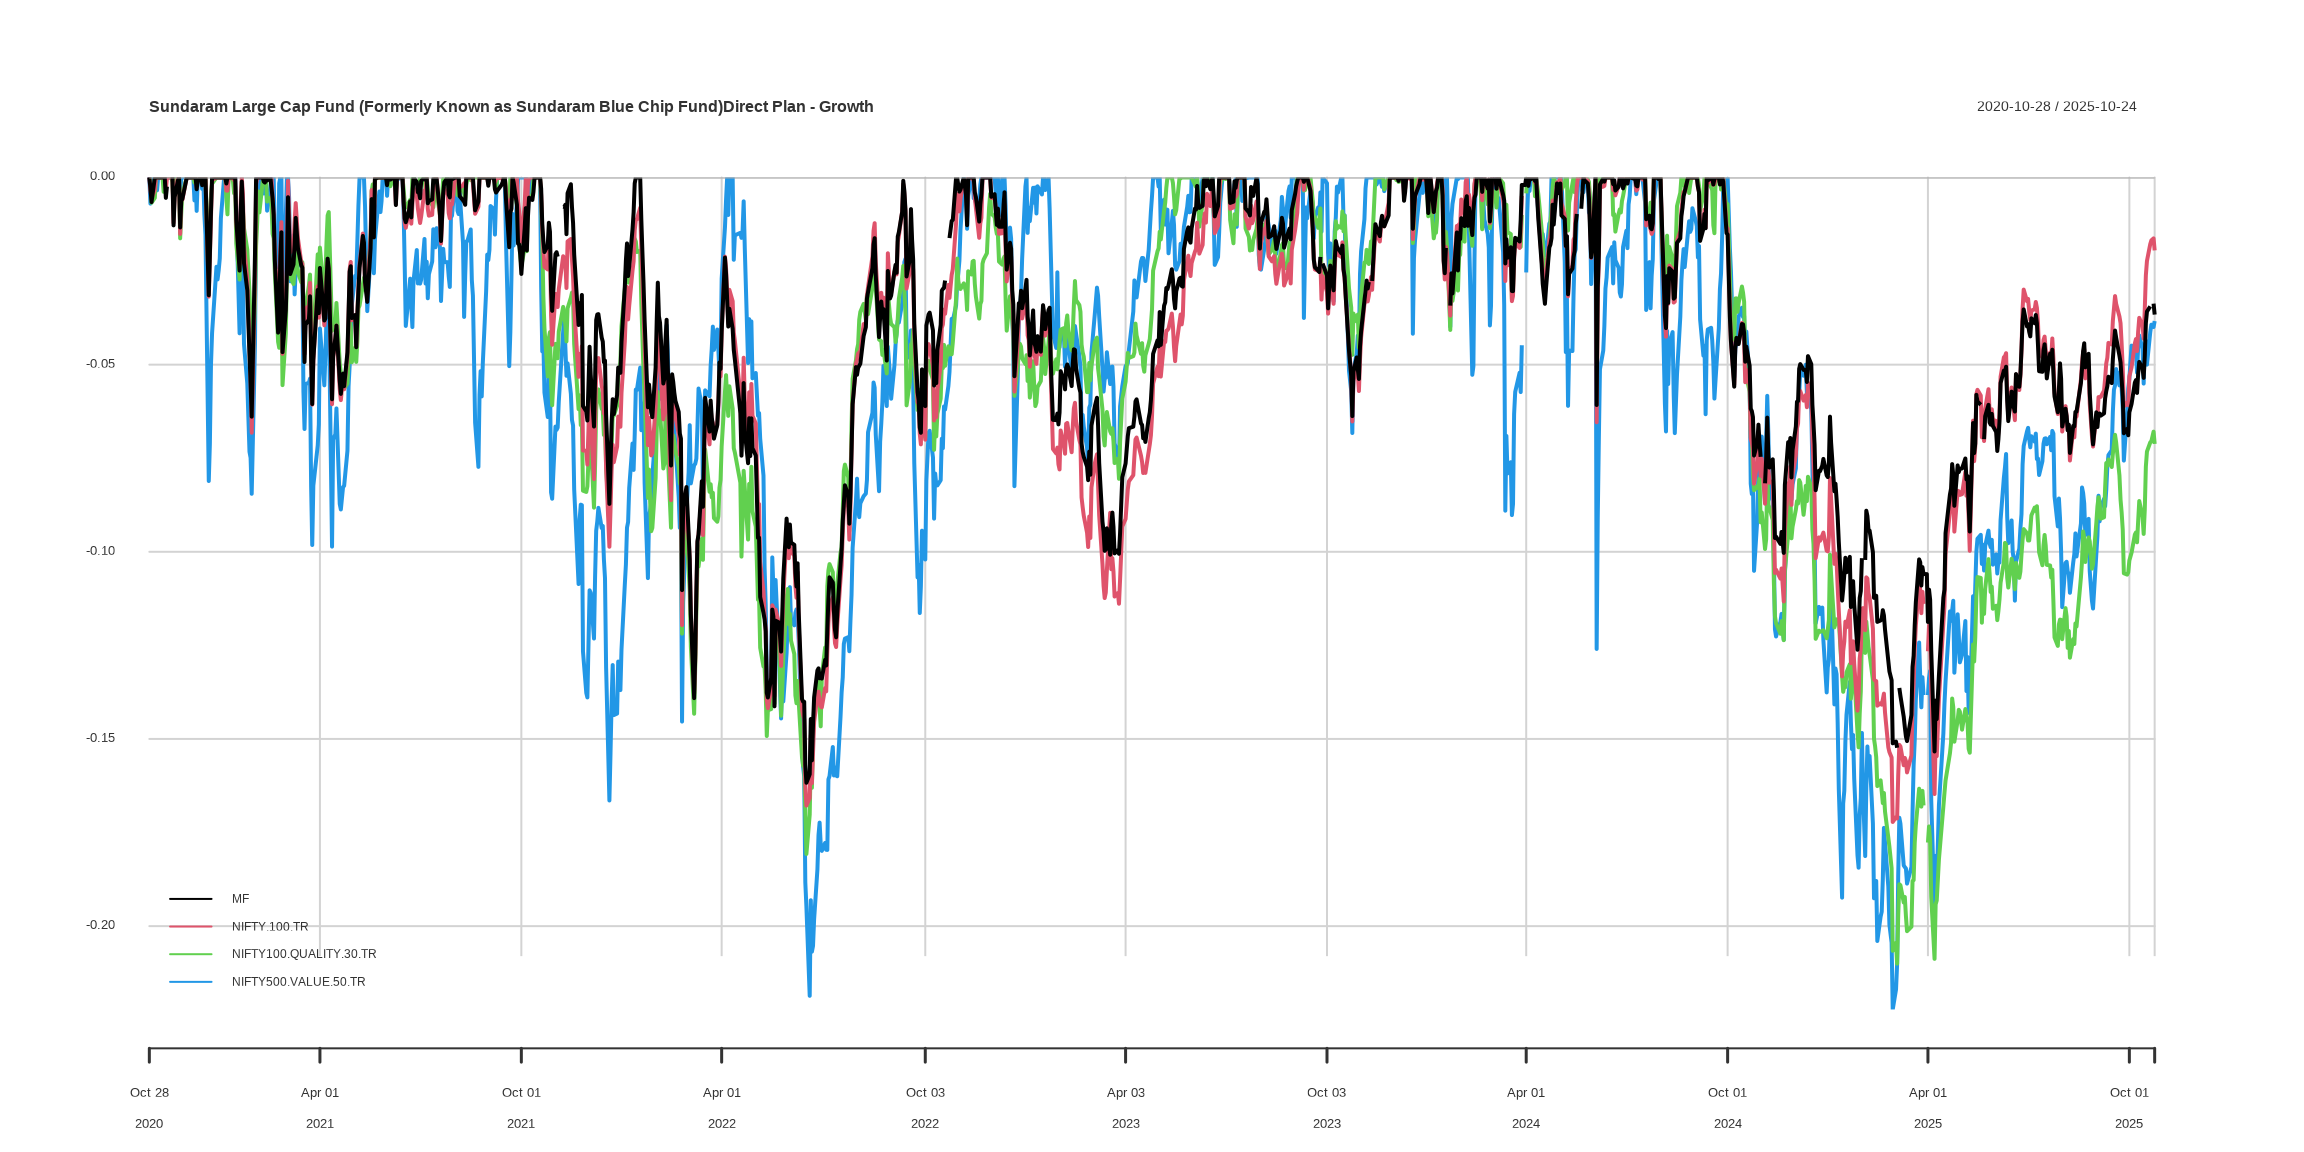 Sundaram Large Cap Fund (Formerly Known as Sundaram Blue Chip Fund)Direct Plan - Growth
2020-10-28 / 2025-10-24
0.00
-0.05
-0.10
-0.15
-0.20
MF
NIFTY.100.TR
NIFTY100.QUALITY.30.TR
NIFTY500.VALUE.50.TR
Oct 28 Apr 01 Oct 01 Apr 01 Oct 03 Apr 03 Oct 03 Apr 01 Oct 01 Apr 01 Oct 01
2020 2021 2021 2022 2022 2023 2023 2024 2024 2025 2025